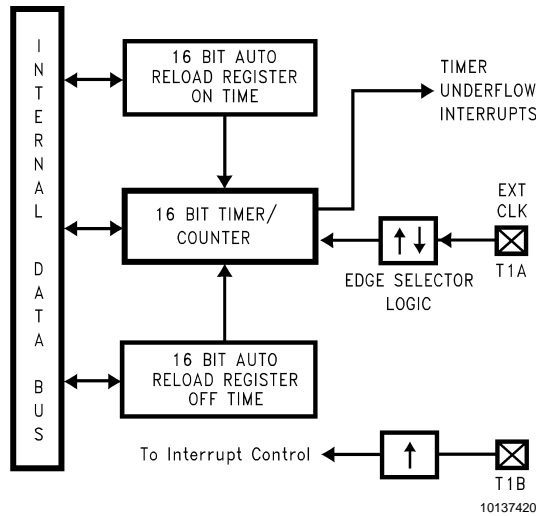 INTERNAL DATA BUS
16 BIT AUTO
RELOAD REGISTER
ON TIME
TIMER
UNDERFLOW
INTERRUPTS
16 BIT TIMER/
COUNTER
EXT
CLK
T1A
EDGE SELECTOR
LOGIC
16 BIT AUTO
RELOAD REGISTER
OFF TIME
To Interrupt Control
T1B
10137420